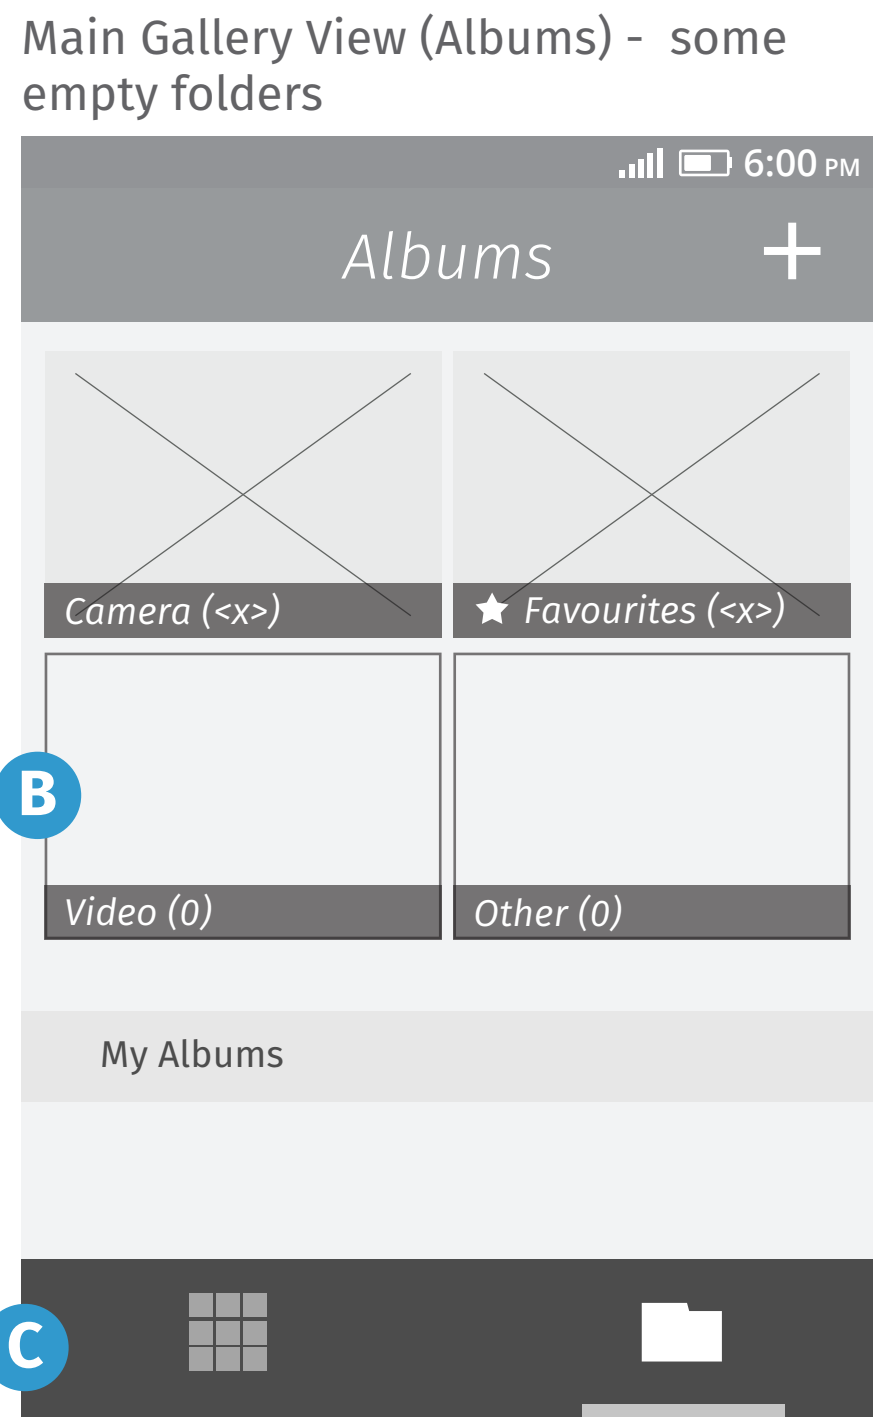 Main Gallery View (Albums) - some
empty folders
6:00 PM
Albums
Camera (<x>)
Favourites (<x>)
B
Video (0)
Other (0)
My Albums
C